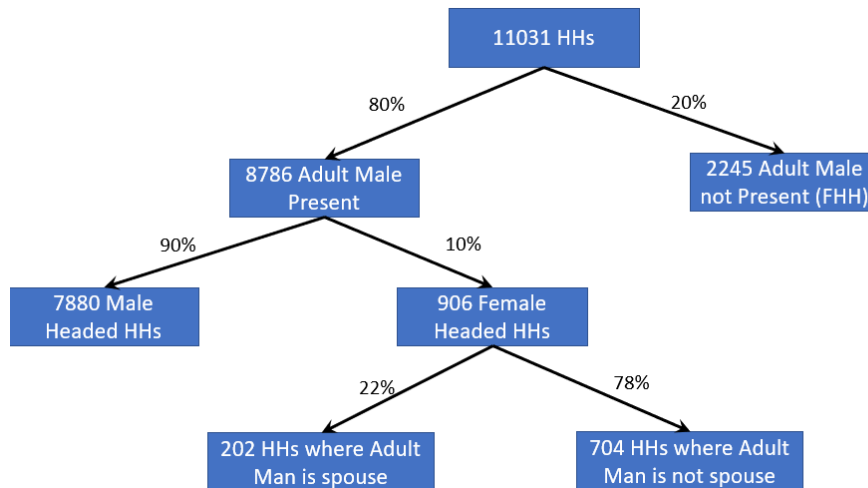 11031 HHs
80%
20%
8786 Adult Male
Present
2245 Adult Male
not Present (FHH)
90%
10%
7880 Male
Headed HHs
906 Female
Headed HHs
22%
78%
202 HHs where Adult
Man is spouse
704 HHs where Adult
Man is not spouse